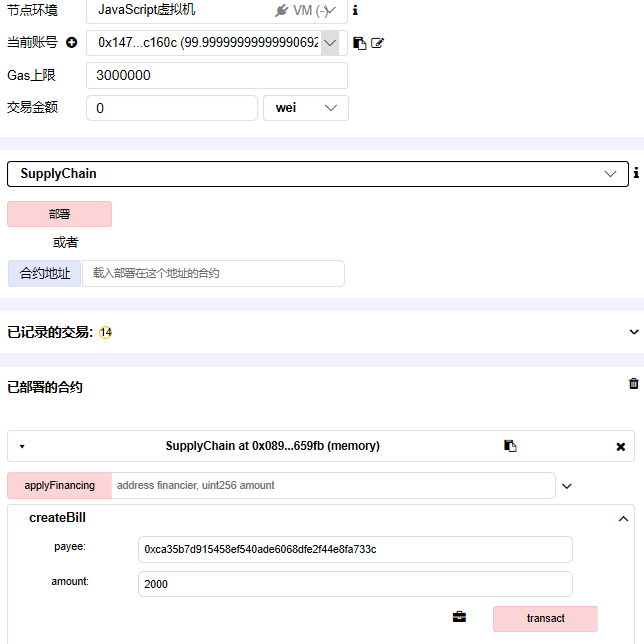 节点环境 JavaScript虚拟机 VM (-)
当前账号 0x147...c160c (99.99999999999990692
Gas上限 3000000
交易金额 0 wei
SupplyChain
部署
或者
合约地址 载入部署在这个地址的合约
已记录的交易: 14
已部署的合约
SupplyChain at 0x089...659fb (memory)
applyFinancing address financier, uint256 amount
createBill
payee: 0xca35b7d915458ef540ade6068dfe2f44e8fa733c
amount: 2000
transact